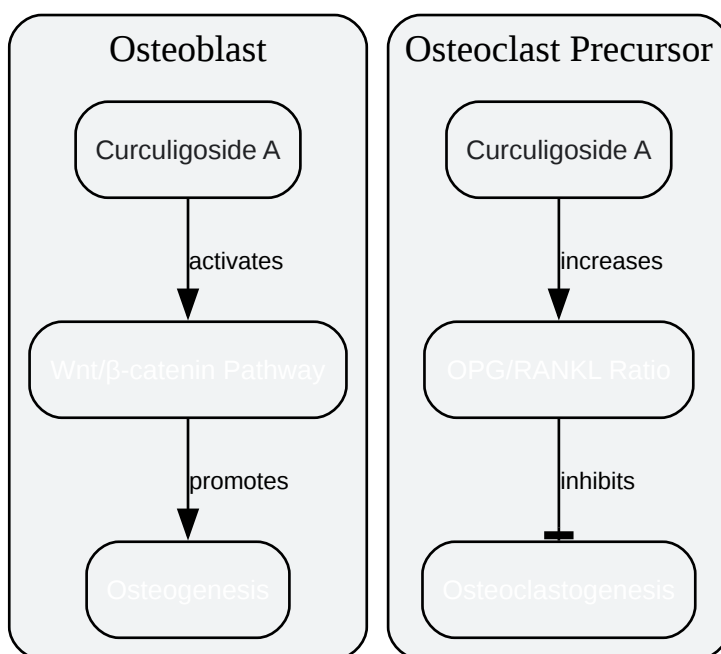 Osteoblast
Curculigoside A
activates
Wnt/β-catenin Pathway
promotes
Osteogenesis
Osteoclast Precursor
Curculigoside A
increases
OPG/RANKL Ratio
inhibits
Osteoclastogenesis